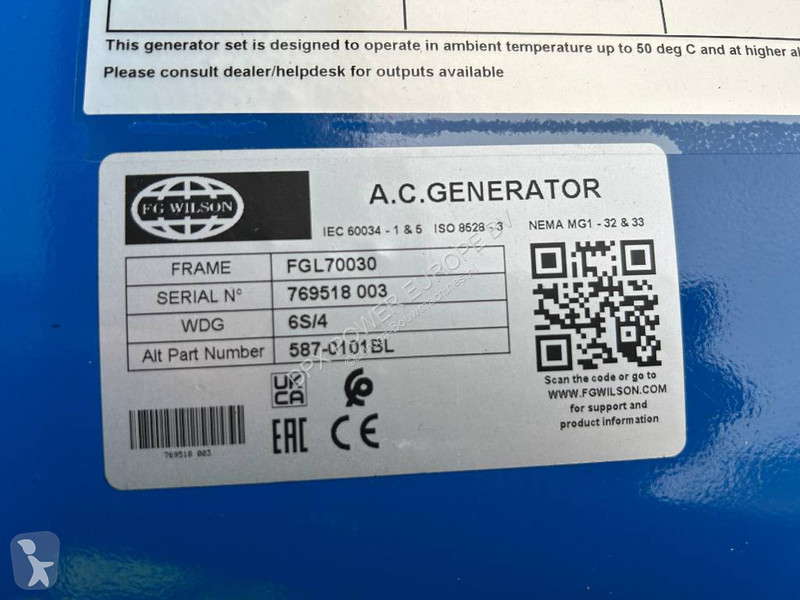 This generator set is designed to operate in ambient temperature up to 50 deg C and at higher al
Please consult dealer/helpdesk for outputs available
FG WILSON
A.C.GENERATOR
IEC 60034 - 1 & 5 ISO 8528 - 3 NEMA MG1 - 32 & 33
FRAME FGL70030
SERIAL Nº 769518 003
WDG 6S/4
Alt Part Number 587-0101BL
Scan the code or go to
WWW.FGWILSON.COM
for support and
product information
UK
CA
EAC CE
769518 003